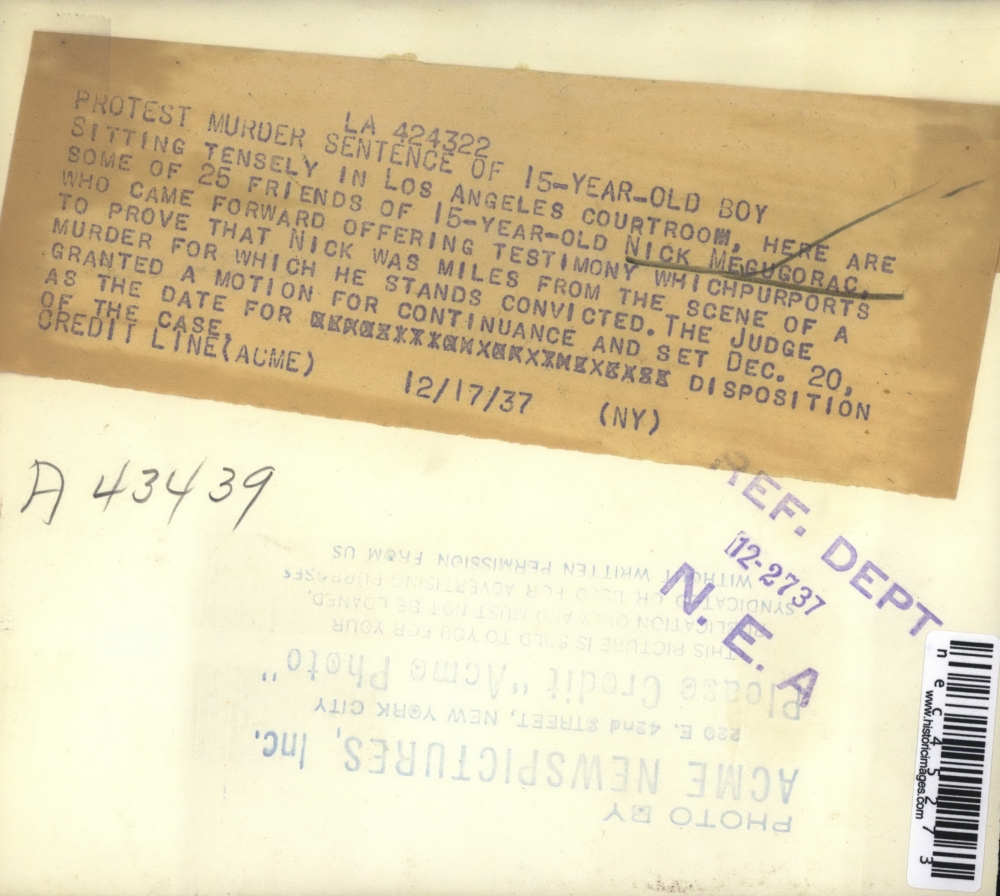 LA 424322
PROTEST MURDER SENTENCE OF 15-YEAR-OLD BOY
SITTING TENSELY IN LOS ANGELES COURTROOM, HERE ARE
SOME OF 25 FRIENDS OF 15-YEAR-OLD NICK MEGUGORAC,
WHO CAME FORWARD OFFERING TESTIMONY WHICHPURPORTS
TO PROVE THAT NICK WAS MILES FROM THE SCENE OF A
MURDER FOR WHICH HE STANDS CONVICTED. THE JUDGE
GRANTED A MOTION FOR CONTINUANCE AND SET DEC. 20,
AS THE DATE FOR DISPOSITION
OF THE CASE.
CREDIT LINE(ACME) 12/17/37 (NY)
A 43439
REF. DEPT
12-2737
N. E. A
PHOTO BY
ACME NEWSPICTURES, Inc.
220 E. 42nd STREET, NEW YORK CITY
Please Credit "Acme Photo"
THIS PICTURE IS SOLD TO YOU FOR YOUR
PUBLICATION ONLY AND MUST NOT BE LOANED,
SYNDICATED OR USED FOR ADVERTISING PURPOSES
WITHOUT WRITTEN PERMISSION FROM US
www.historicimages.com
nec45273